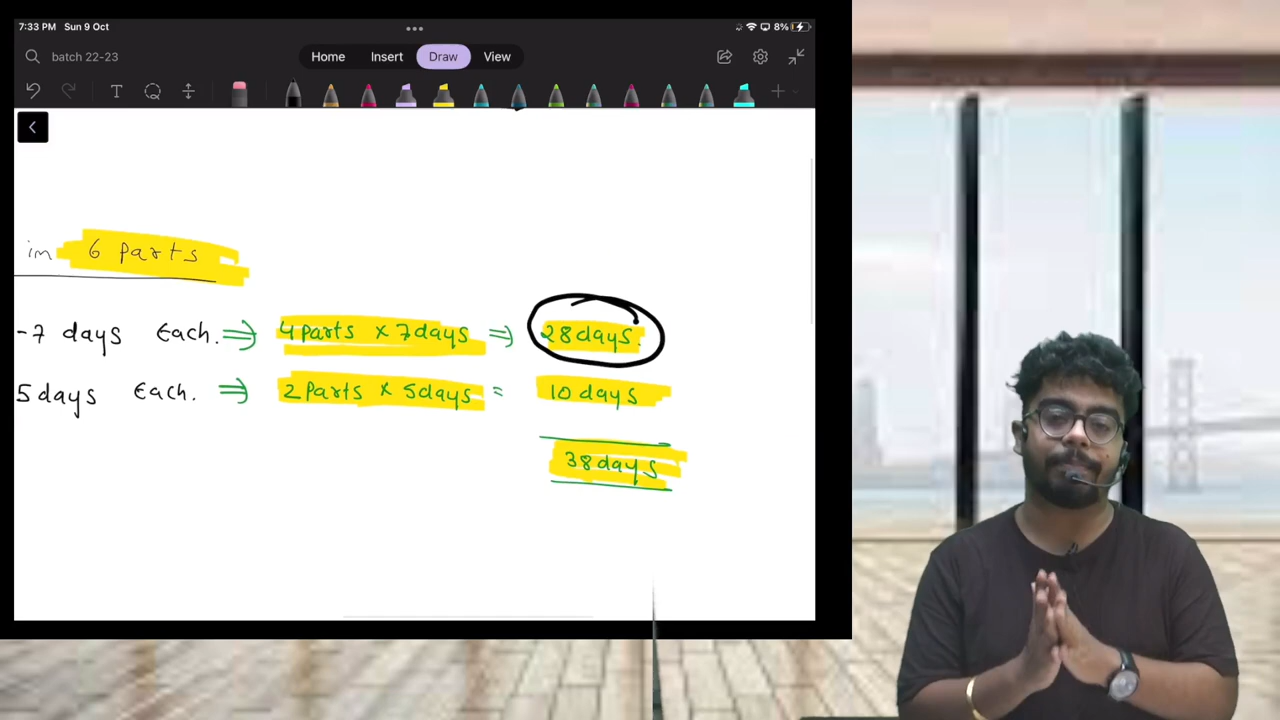 7:33 PM Sun 9 Oct 8%
batch 22-23 Home Insert Draw View
in 6 Parts
-7 days Each. ⇒ 4 parts x 7 days ⇒ 28 days.
5 days Each. ⇒ 2 Parts x 5 days = 10 days
38 days